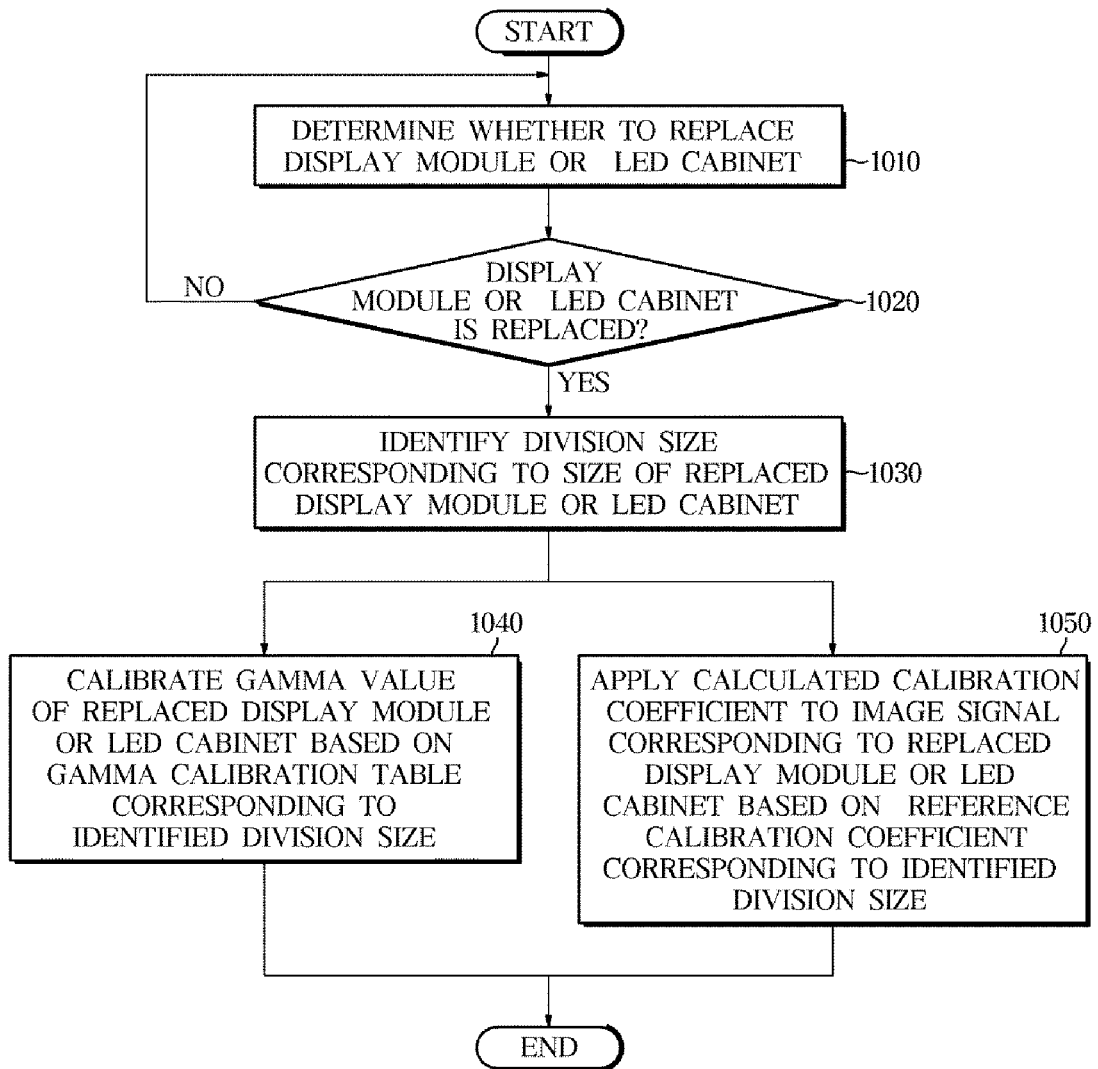 START
DETERMINE WHETHER TO REPLACE
DISPLAY MODULE OR LED CABINET
1010
DISPLAY
MODULE OR LED CABINET
IS REPLACED?
1020
NO
YES
IDENTIFY DIVISION SIZE
CORRESPONDING TO SIZE OF REPLACED
DISPLAY MODULE OR LED CABINET
1030
1040
CALIBRATE GAMMA VALUE
OF REPLACED DISPLAY MODULE
OR LED CABINET BASED ON
GAMMA CALIBRATION TABLE
CORRESPONDING TO
IDENTIFIED DIVISION SIZE
1050
APPLY CALCULATED CALIBRATION
COEFFICIENT TO IMAGE SIGNAL
CORRESPONDING TO REPLACED
DISPLAY MODULE OR LED
CABINET BASED ON REFERENCE
CALIBRATION COEFFICIENT
CORRESPONDING TO IDENTIFIED
DIVISION SIZE
END